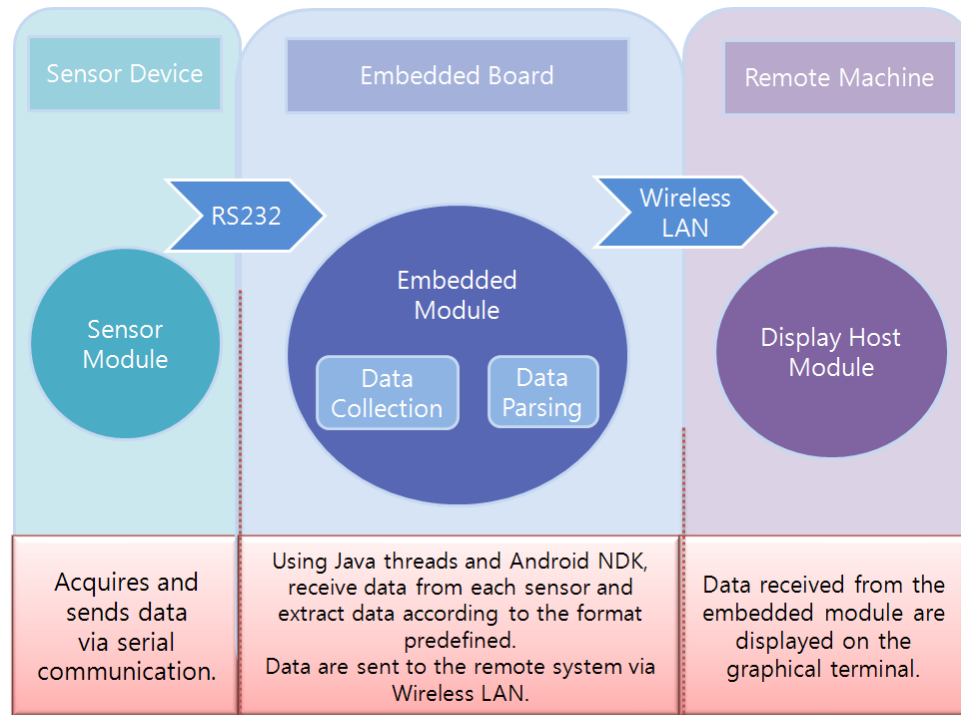 Sensor Device
Embedded Board
Remote Machine
RS232
Wireless
LAN
Sensor
Module
Embedded
Module
Data
Collection
Data
Parsing
Display Host
Module
Acquires and
sends data
via serial
communication.
Using Java threads and Android NDK,
receive data from each sensor and
extract data according to the format
predefined.
Data are sent to the remote system via
Wireless LAN.
Data received from the
embedded module are
displayed on the
graphical terminal.